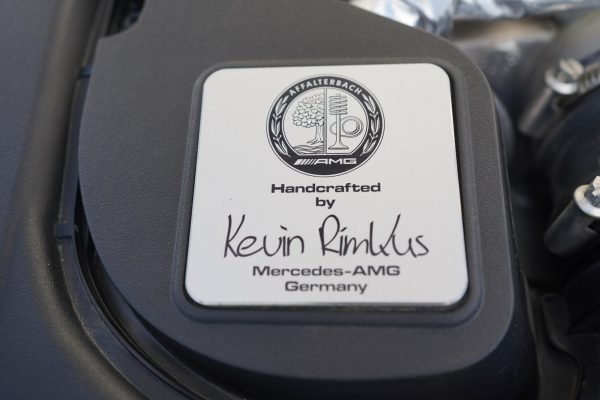 AFFALTERBACH
AMG
Handcrafted
by
Kevin Rimkus
Mercedes-AMG
Germany